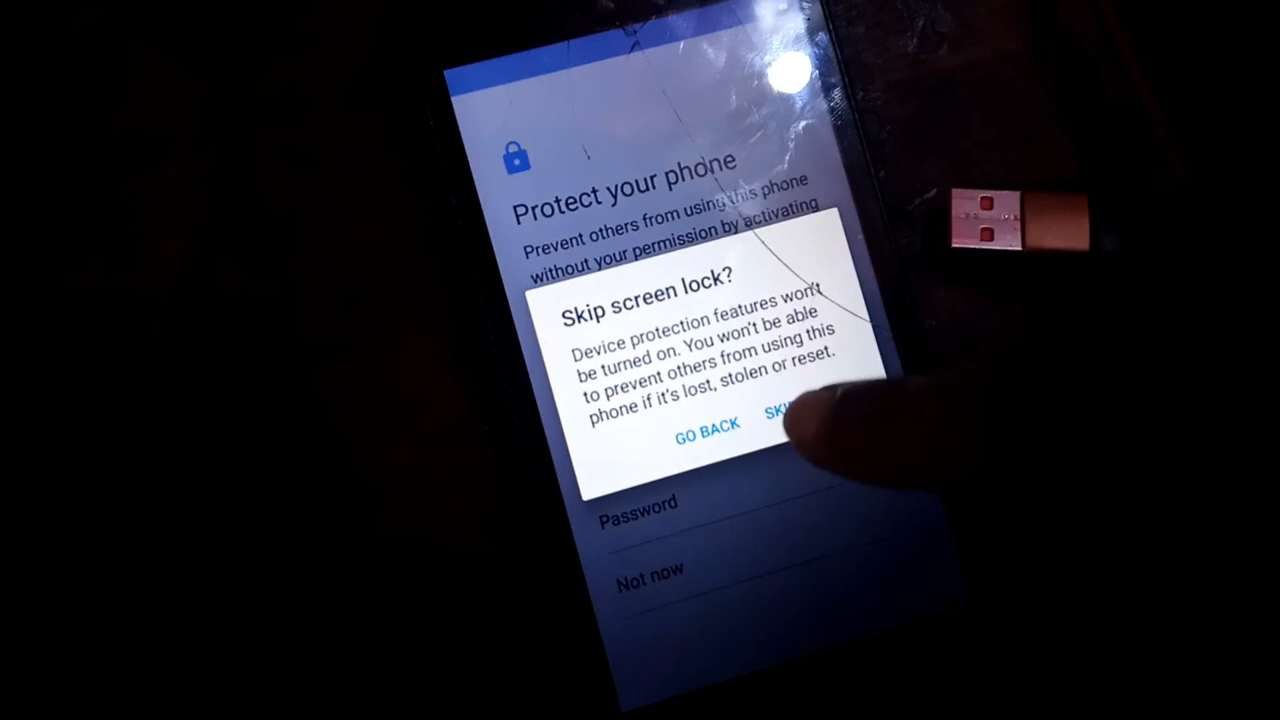 Protect your phone
Prevent others from using this phone
without your permission by activating
Skip screen lock?
Device protection features won't
be turned on. You won't be able
to prevent others from using this
phone if it's lost, stolen or reset.
GO BACK
Password
Not now